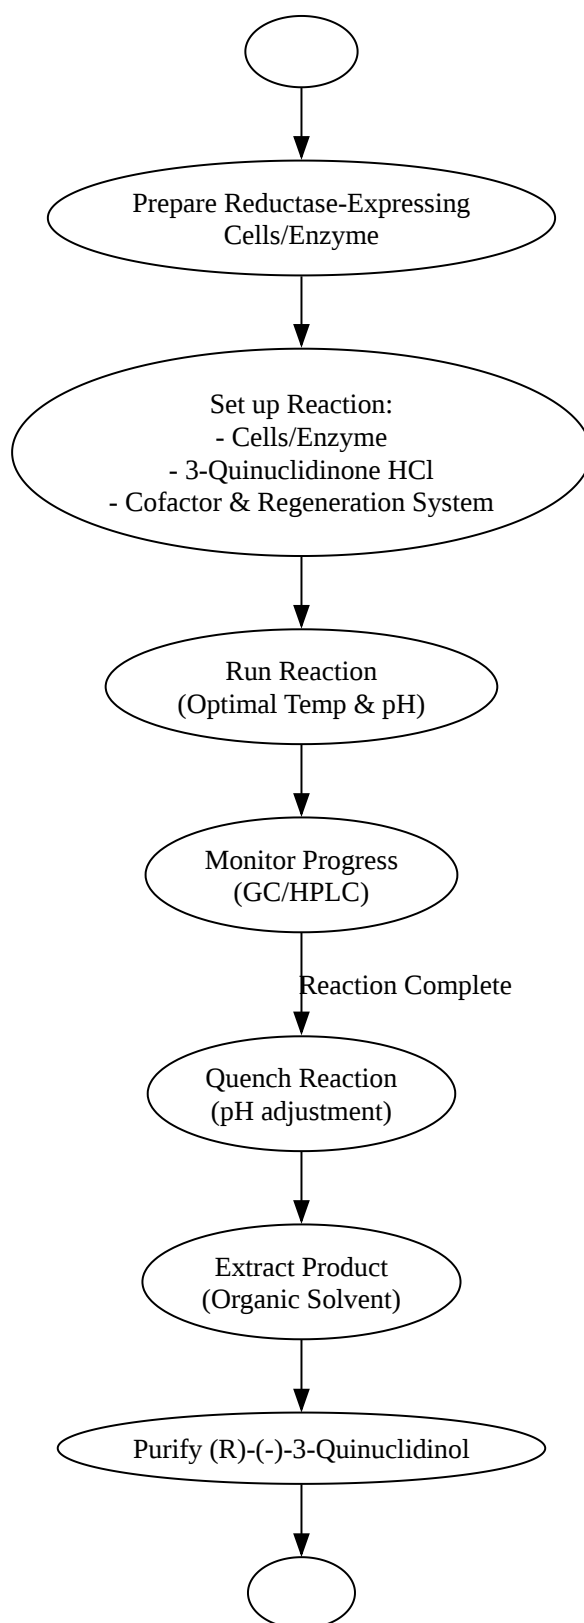 Prepare Reductase-Expressing
Cells/Enzyme
Set up Reaction:
- Cells/Enzyme
- 3-Quinuclidinone HCl
- Cofactor & Regeneration System
Run Reaction
(Optimal Temp & pH)
Monitor Progress
(GC/HPLC)
Reaction Complete
Quench Reaction
(pH adjustment)
Extract Product
(Organic Solvent)
Purify (R)-(-)-3-Quinuclidinol